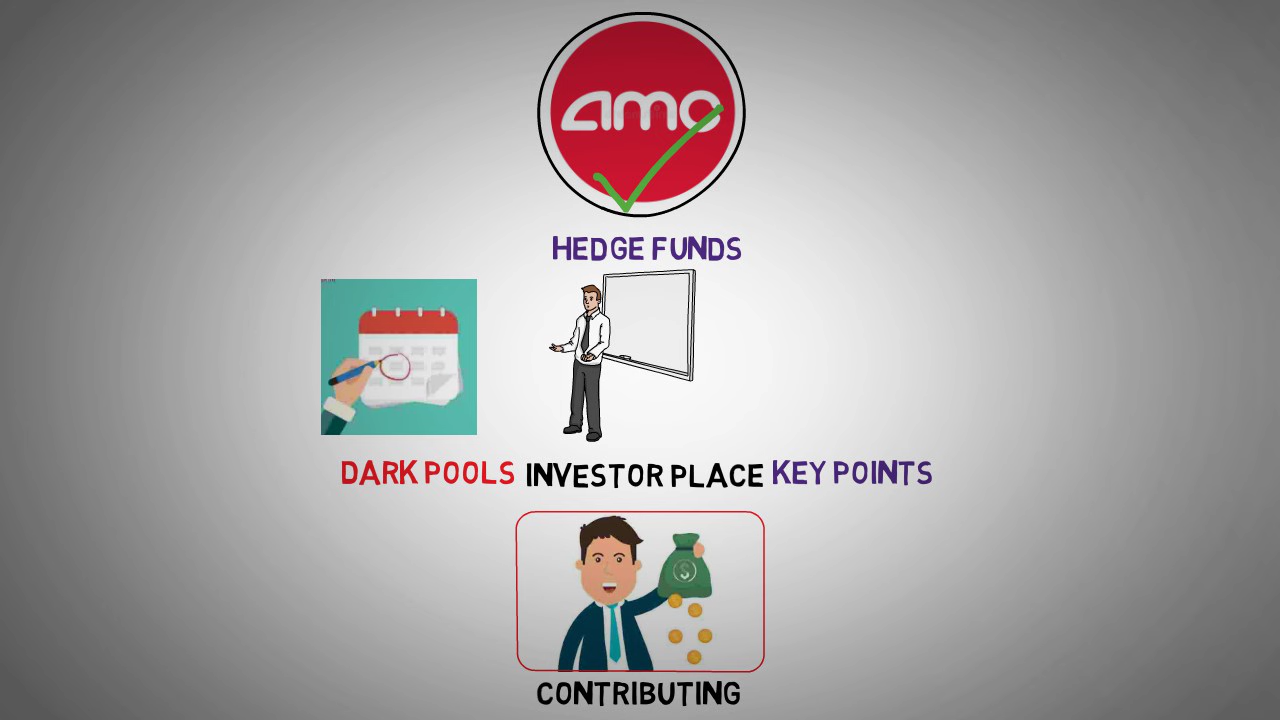 amc
HEDGE FUNDS
DARK POOLS INVESTOR PLACE KEY POINTS
$
CONTRIBUTING